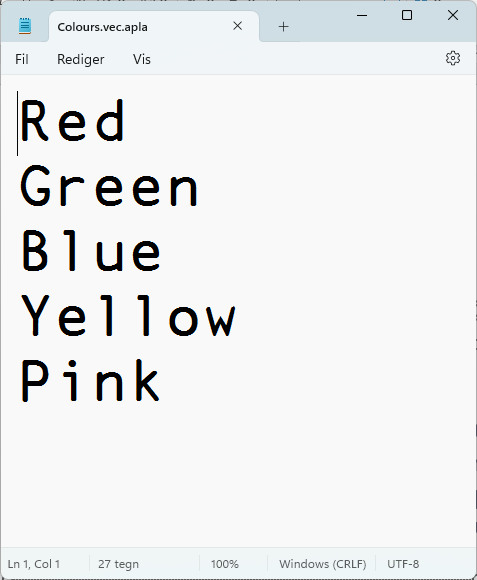 Colours.vec.apla
Fil Rediger Vis
Red
Green
Blue
Yellow
Pink
Ln 1, Col 1 27 tegn 100% Windows (CRLF) UTF-8